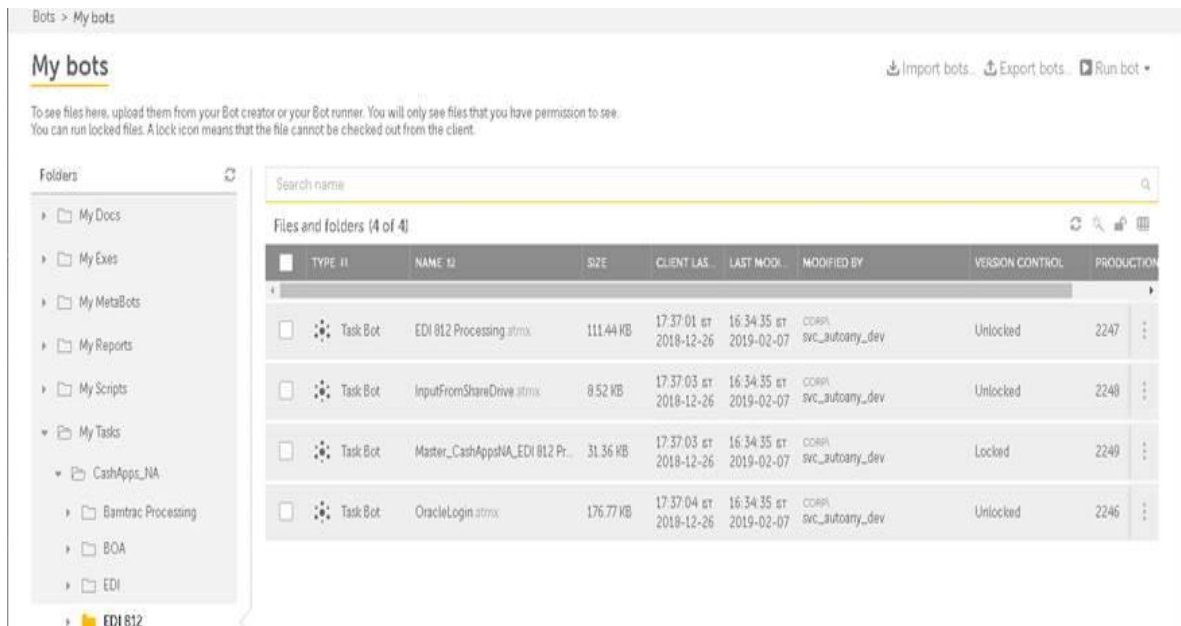 Bots > My bots
My bots
Import bots... Export bots... Run bot
To see files here, upload them from your Bot creator or your Bot runner. You will only see files that you have permission to see.
You can run locked files. A lock icon means that the file cannot be checked out from the client.
Folders
Search name
Files and folders (4 of 4)
TYPE NAME SIZE CLIENT LAS... LAST MODI... MODIFIED BY VERSION CONTROL PRODUCTION
My Docs
My Exes
My MetaBots
My Reports
My Scripts
My Tasks
CashApps_NA
Bamtrac Processing
BOA
EDI
EDI 812
Task Bot EDI 812 Processing.atmx 111.44 KB 17:37:01 EST 16:34:35 EST CORP\ Unlocked 2247
2018-12-26 2019-02-07 svc_autoany_dev
Task Bot InputFromShareDrive.atmx 8.52 KB 17:37:03 EST 16:34:35 EST CORP\ Unlocked 2248
2018-12-26 2019-02-07 svc_autoany_dev
Task Bot Master_CashAppsNA_EDI 812 Pr... 31.36 KB 17:37:03 EST 16:34:35 EST CORP\ Locked 2249
2018-12-26 2019-02-07 svc_autoany_dev
Task Bot OracleLogin.atmx 176.77 KB 17:37:04 EST 16:34:35 EST CORP\ Unlocked 2246
2018-12-26 2019-02-07 svc_autoany_dev